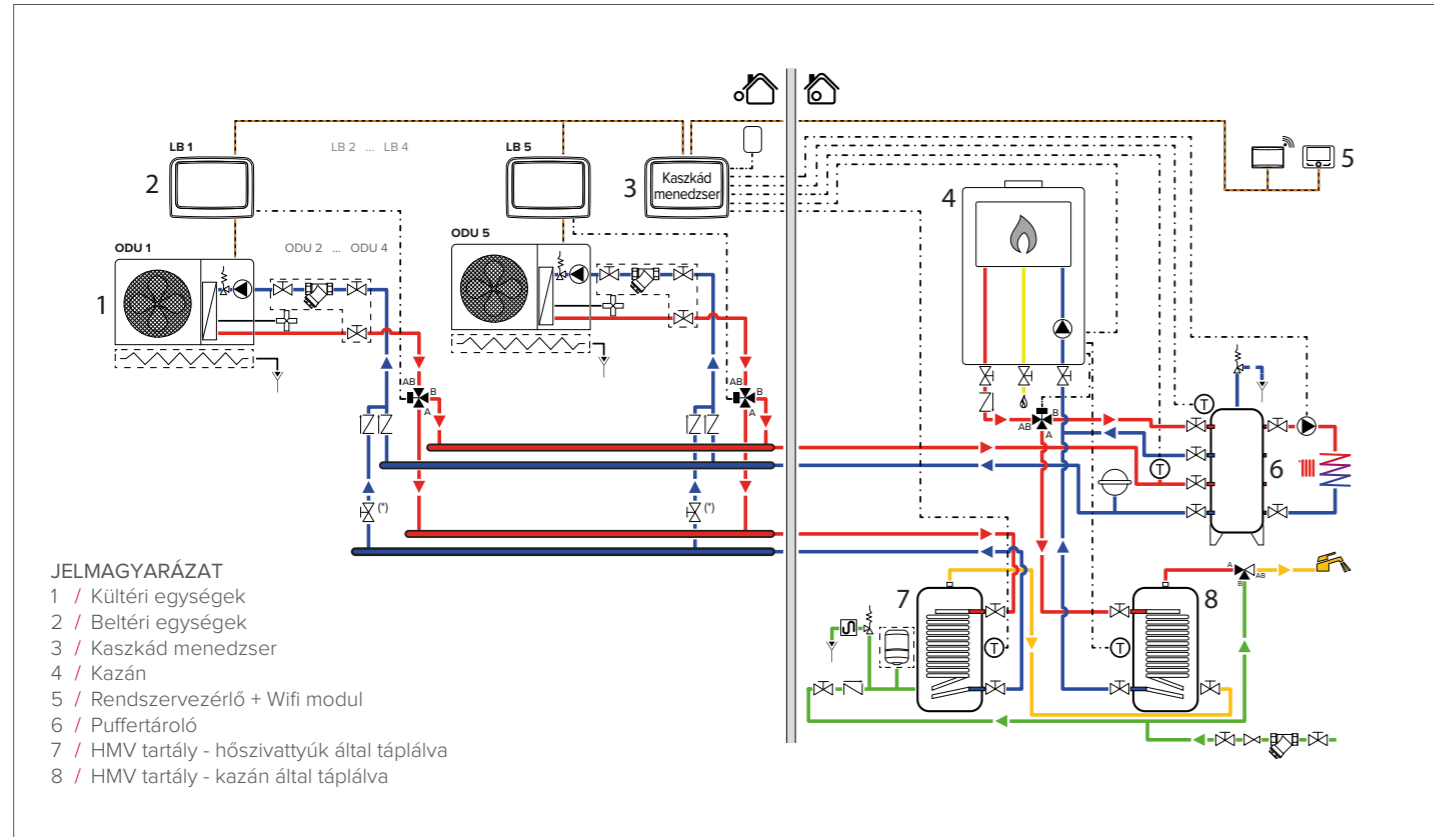 LB 1
LB 2 ... LB 4
LB 5
2
3
Kaszkád
menedzser
4
5
ODU 1
ODU 2 ... ODU 4
ODU 5
1
AB
B
A
AB
B
A
AB
B
A
T
T
6
(*)
(*)
JELMAGYARÁZAT
1 / Kültéri egységek
2 / Beltéri egységek
3 / Kaszkád menedzser
4 / Kazán
5 / Rendszervezérlő + Wifi modul
6 / Puffertároló
7 / HMV tartály - hőszivattyúk által táplálva
8 / HMV tartály - kazán által táplálva
7
T
T
8
A
AB
B